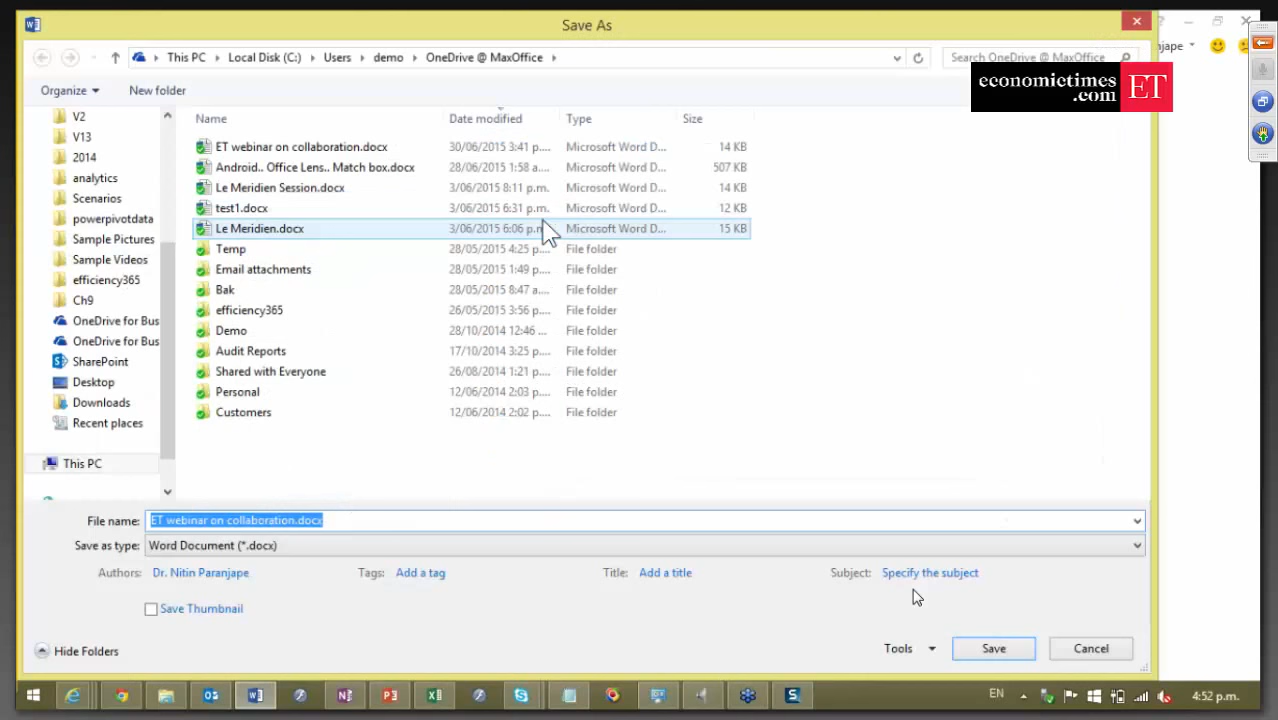 Save As
This PC Local Disk (C:) Users demo OneDrive @ MaxOffice Search OneDrive @ MaxOffice
jape
economictimes
.com
ET
Organize New folder
Name Date modified Type Size
V2
V13
2014
analytics
Scenarios
powerpivotdata
Sample Pictures
Sample Videos
efficiency365
Ch9
OneDrive for Bus
OneDrive for Bus
SharePoint
Desktop
Downloads
Recent places
This PC
ET webinar on collaboration.docx 30/06/2015 3:41 p.... Microsoft Word D... 14 KB
Android.. Office Lens.. Match box.docx 28/06/2015 1:58 a.... Microsoft Word D... 507 KB
Le Meridien Session.docx 3/06/2015 8:11 p.m. Microsoft Word D... 14 KB
test1.docx 3/06/2015 6:31 p.m. Microsoft Word D... 12 KB
Le Meridien.docx 3/06/2015 6:06 p.m Microsoft Word D... 15 KB
Temp 28/05/2015 4:25 p.... File folder
Email attachments 28/05/2015 1:49 p.... File folder
Bak 28/05/2015 8:47 a.... File folder
efficiency365 26/05/2015 3:56 p.... File folder
Demo 28/10/2014 12:46 ... File folder
Audit Reports 17/10/2014 3:25 p.... File folder
Shared with Everyone 26/08/2014 1:21 p.... File folder
Personal 12/06/2014 2:03 p.... File folder
Customers 12/06/2014 2:02 p.... File folder
File name: ET webinar on collaboration.docx
Save as type: Word Document (*.docx)
Authors: Dr. Nitin Paranjape Tags: Add a tag Title: Add a title Subject: Specify the subject
Save Thumbnail
Hide Folders Tools Save Cancel
EN 4:52 p.m.